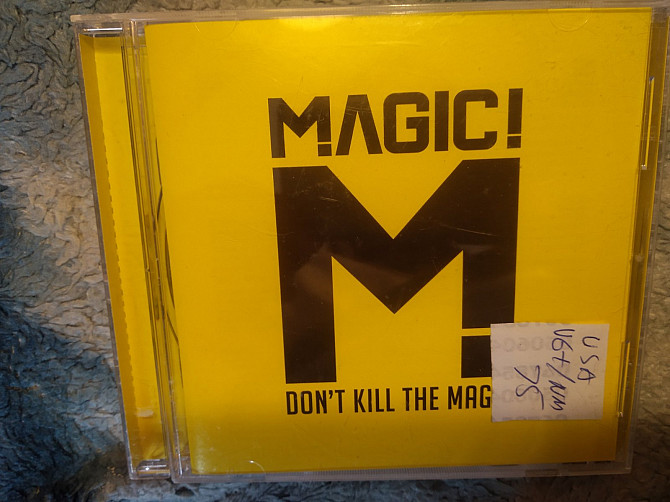 MAGIC!
M!
DON'T KILL THE MAG
USA
VG+/NM
75